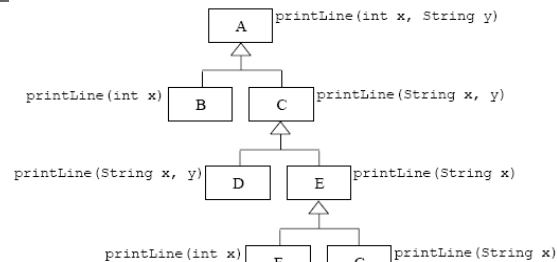 A printLine(int x, String y)
printLine(int x) B C printLine(String x, y)
printLine(String x, y) D E printLine(String x)
printLine(int x) printLine(String x)